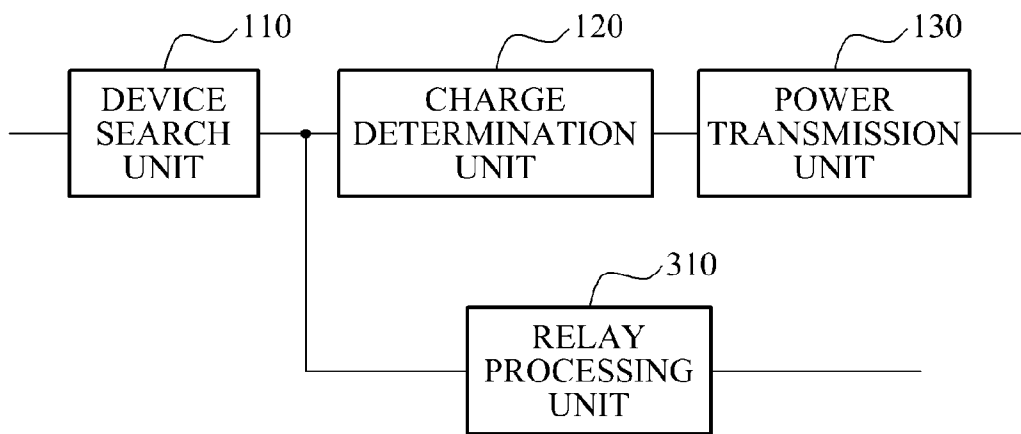 110
DEVICE
SEARCH
UNIT
120
CHARGE
DETERMINATION
UNIT
130
POWER
TRANSMISSION
UNIT
310
RELAY
PROCESSING
UNIT